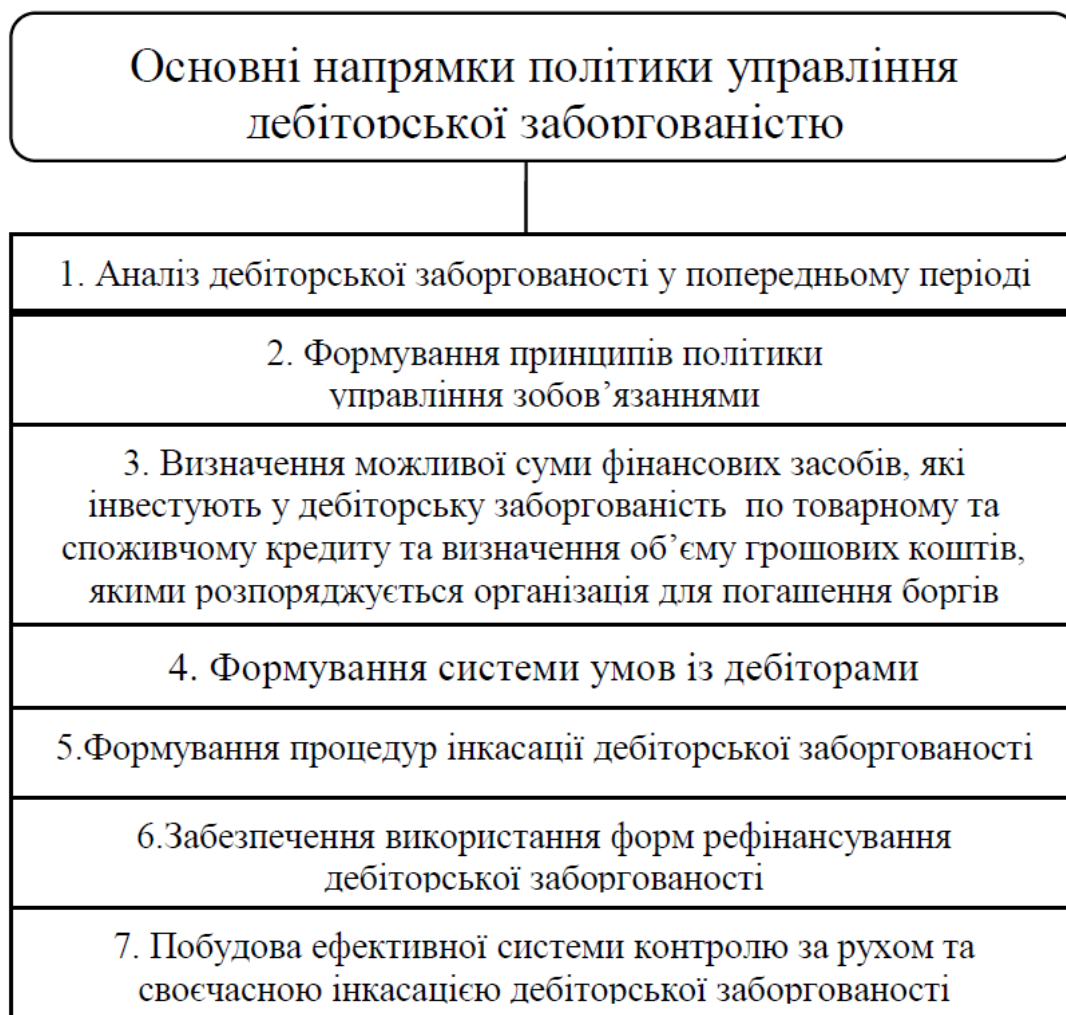 Основні напрямки політики управління
дебіторської заборгованістю
1. Аналіз дебіторської заборгованості у попередньому періоді
2. Формування принципів політики
управління зобов’язаннями
3. Визначення можливої суми фінансових засобів, які
інвестують у дебіторську заборгованість по товарному та
споживчому кредиту та визначення об’єму грошових коштів,
якими розпоряджується організація для погашення боргів
4. Формування системи умов із дебіторами
5.Формування процедур інкасації дебіторської заборгованості
6.Забезпечення використання форм рефінансування
дебіторської заборгованості
7. Побудова ефективної системи контролю за рухом та
своєчасною інкасацією дебіторської заборгованості